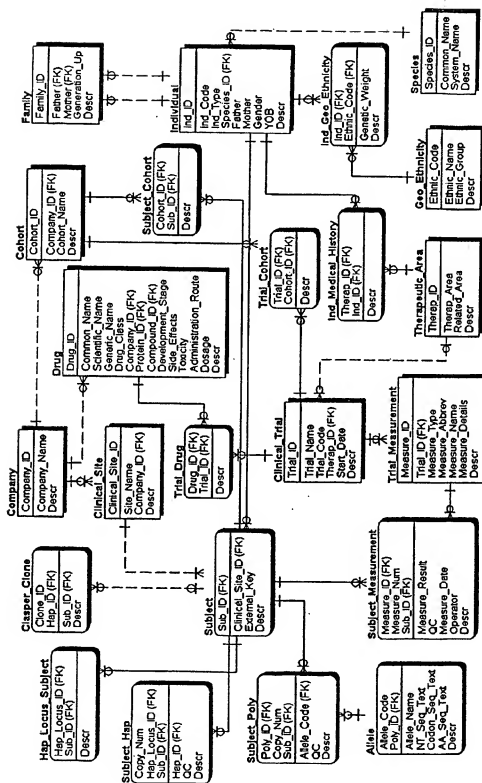 Family
Family_ID
Father (FK)
Mother (FK)
Generation_Up
Descr
Individual
Ind_ID
Ind_Code
Ind_Type
Species_ID (FK)
Father
Mother
Gender
YOB
Descr
Ind_Geo_Ethnicity
Ind_ID (FK)
Ethnic_Code (FK)
Genetic_Weight
Descr
Species
Species_ID
Common_Name
System_Name
Descr
Cohort
Cohort_ID
Company_ID (FK)
Cohort_Name
Descr
Subject_Cohort
Cohort_ID (FK)
Sub_ID (FK)
Descr
Trial_Cohort
Trial_ID (FK)
Cohort_ID (FK)
Descr
Ind_Medical_History
Therap_ID (FK)
Ind_ID (FK)
Descr
Geo_Ethnicity
Ethnic_Code
Ethnic_Name
Ethnic_Group
Descr
Therapeutic_Area
Therap_ID
Therap_Area
Related_Area
Descr
Drug
Drug_ID
Common_Name
Scientific_Name
Generic_Name
Drug_Class
Company_ID (FK)
Protein_ID (FK)
Compound_ID (FK)
Development_Stage
Side_Effects
Toxicity
Administration_Route
Dosage
Descr
Company
Company_ID
Company_Name
Descr
Clinical_Site
Clinical_Site_ID
Site_Name
Company_ID (FK)
Descr
Trial_Drug
Drug_ID (FK)
Trial_ID (FK)
Descr
Clinical_Trial
Trial_ID
Trial_Name
Trial_Code
Therap_ID (FK)
Start_Date
Descr
Trial_Measurement
Measure_ID
Trial_ID (FK)
Measure_Type
Measure_Abbrev
Measure_Name
Measure_Details
Descr
Clasper_Clone
Clone_ID
Hap_ID (FK)
Sub_ID (FK)
Descr
Subject
Sub_ID (FK)
Clinical_Site_ID (FK)
External_Key
Descr
Subject_Measurement
Measure_ID (FK)
Measure_Num
Sub_ID (FK)
Measure_Result
QC
Measure_Date
Operator
Descr
Hap_Locus_Subject
Hap_Locus_ID (FK)
Sub_ID (FK)
Descr
Subject_Hap
Copy_Num
Hap_Locus_ID (FK)
Sub_ID (FK)
Hap_ID (FK)
QC
Descr
Subject_Poly
Poly_ID (FK)
Copy_Num
Sub_ID (FK)
Allele_Code (FK)
QC
Descr
Allele
Allele_Code
Poly_ID (FK)
Allele_Name
NT_Seq_Text
Codon_Seq_Text
AA_Seq_Text
Descr